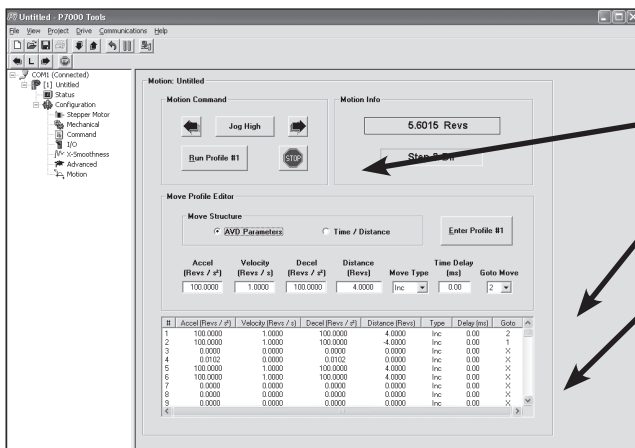 Untitled - P7000 Tools
File View Project Drive Communications Help
L
COM1 (Connected)
[1] Untitled
Status
Configuration
Stepper Motor
Mechanical
Command
I/O
X-Smoothness
Advanced
Motion
Motion: Untitled
Motion Command
Jog High
Run Profile #1
STOP
Motion Info
5.6015 Revs
Step & Dir
Move Profile Editor
Move Structure
AVD Parameters Time / Distance
Enter Profile #1
Accel Velocity Decel Distance Time Delay
(Revs / s²) (Revs / s) (Revs / s²) (Revs) Move Type (ms) Goto Move
100.0000 1.0000 100.0000 4.0000 Inc 0.00 2
# Accel (Revs / s²) Velocity (Revs / s) Decel (Revs / s²) Distance (Revs) Type Delay (ms) Goto
1 100.0000 1.0000 100.0000 4.0000 Inc 0.00 2
2 100.0000 1.0000 100.0000 -4.0000 Inc 0.00 1
3 0.0000 0.0000 0.0000 0.0000 Inc 0.00 X
4 0.0102 0.0000 0.0102 0.0000 Inc 0.00 X
5 100.0000 1.0000 100.0000 4.0000 Inc 0.00 X
6 100.0000 1.0000 100.0000 4.0000 Inc 0.00 X
7 0.0000 0.0000 0.0000 0.0000 Inc 0.00 X
8 0.0000 0.0000 0.0000 0.0000 Inc 0.00 X
9 0.0000 0.0000 0.0000 0.0000 Inc 0.00 X